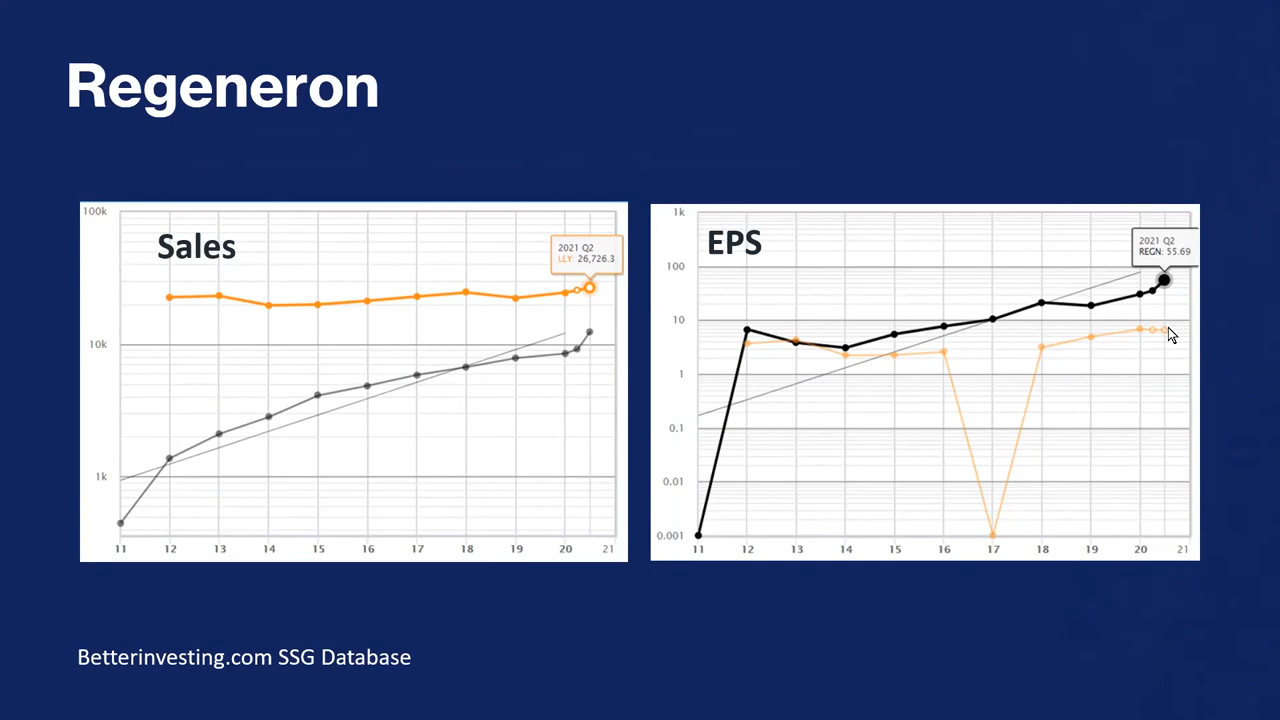 Regeneron
Sales
100k
10k
1k
2021 Q2
LLY: 26,726.3
11 12 13 14 15 16 17 18 19 20 21
EPS
1k
100
10
1
0.1
0.01
0.001
2021 Q2
REGN: 55.69
11 12 13 14 15 16 17 18 19 20 21
Betterinvesting.com SSG Database